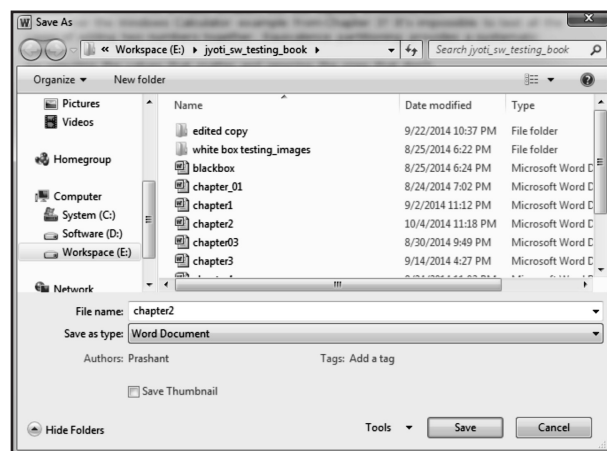 Save As
« Workspace (E:) ▸ jyoti_sw_testing_book ▸
Search jyoti_sw_testing_book
Organize ▾ New folder
Pictures
Videos
Homegroup
Computer
System (C:)
Software (D:)
Workspace (E:)
Network
Name Date modified Type
edited copy 9/22/2014 10:37 PM File folder
white box testing_images 8/25/2014 6:22 PM File folder
blackbox 8/25/2014 6:24 PM Microsoft Word D
chapter_01 8/24/2014 7:02 PM Microsoft Word D
chapter1 9/2/2014 11:12 PM Microsoft Word D
chapter2 10/4/2014 11:18 PM Microsoft Word D
chapter03 8/30/2014 9:49 PM Microsoft Word D
chapter3 9/14/2014 4:27 PM Microsoft Word D
File name: chapter2
Save as type: Word Document
Authors: Prashant Tags: Add a tag
Save Thumbnail
Hide Folders Tools ▾ Save Cancel